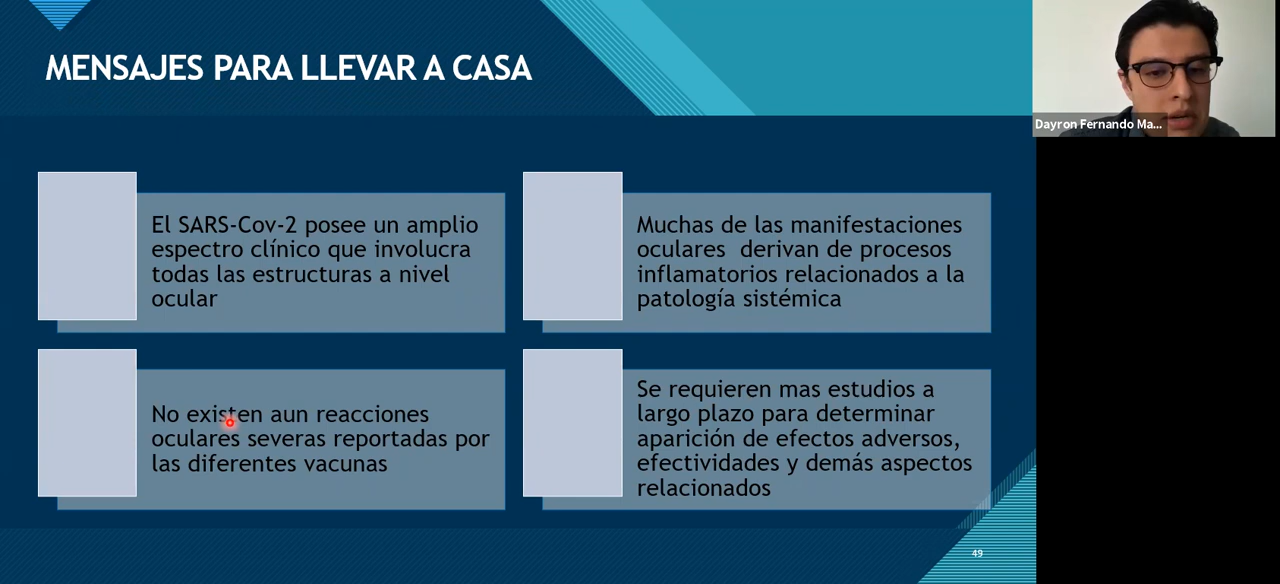 MENSAJES PARA LLEVAR A CASA
Dayron Fernando Ma...
El SARS-Cov-2 posee un amplio
espectro clínico que involucra
todas las estructuras a nivel
ocular
Muchas de las manifestaciones
oculares derivan de procesos
inflamatorios relacionados a la
patología sistémica
No existen aun reacciones
oculares severas reportadas por
las diferentes vacunas
Se requieren mas estudios a
largo plazo para determinar
aparición de efectos adversos,
efectividades y demás aspectos
relacionados
49